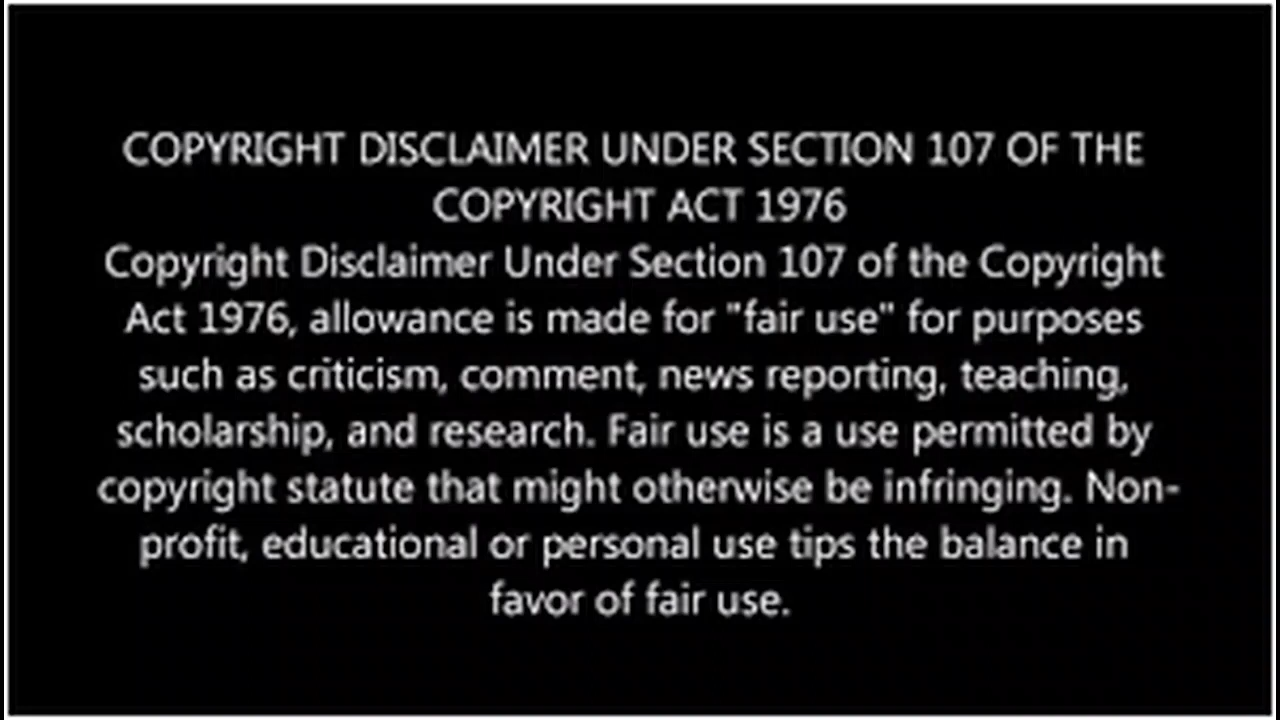 COPYRIGHT DISCLAIMER UNDER SECTION 107 OF THE
COPYRIGHT ACT 1976
Copyright Disclaimer Under Section 107 of the Copyright
Act 1976, allowance is made for "fair use" for purposes
such as criticism, comment, news reporting, teaching,
scholarship, and research. Fair use is a use permitted by
copyright statute that might otherwise be infringing. Non-
profit, educational or personal use tips the balance in
favor of fair use.